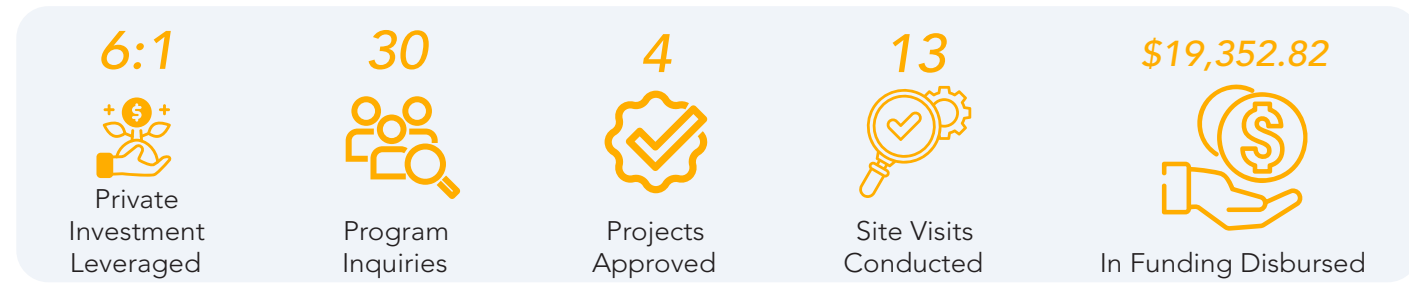 6:1
Private
Investment
Leveraged
30
Program
Inquiries
4
Projects
Approved
13
Site Visits
Conducted
$19,352.82
In Funding Disbursed